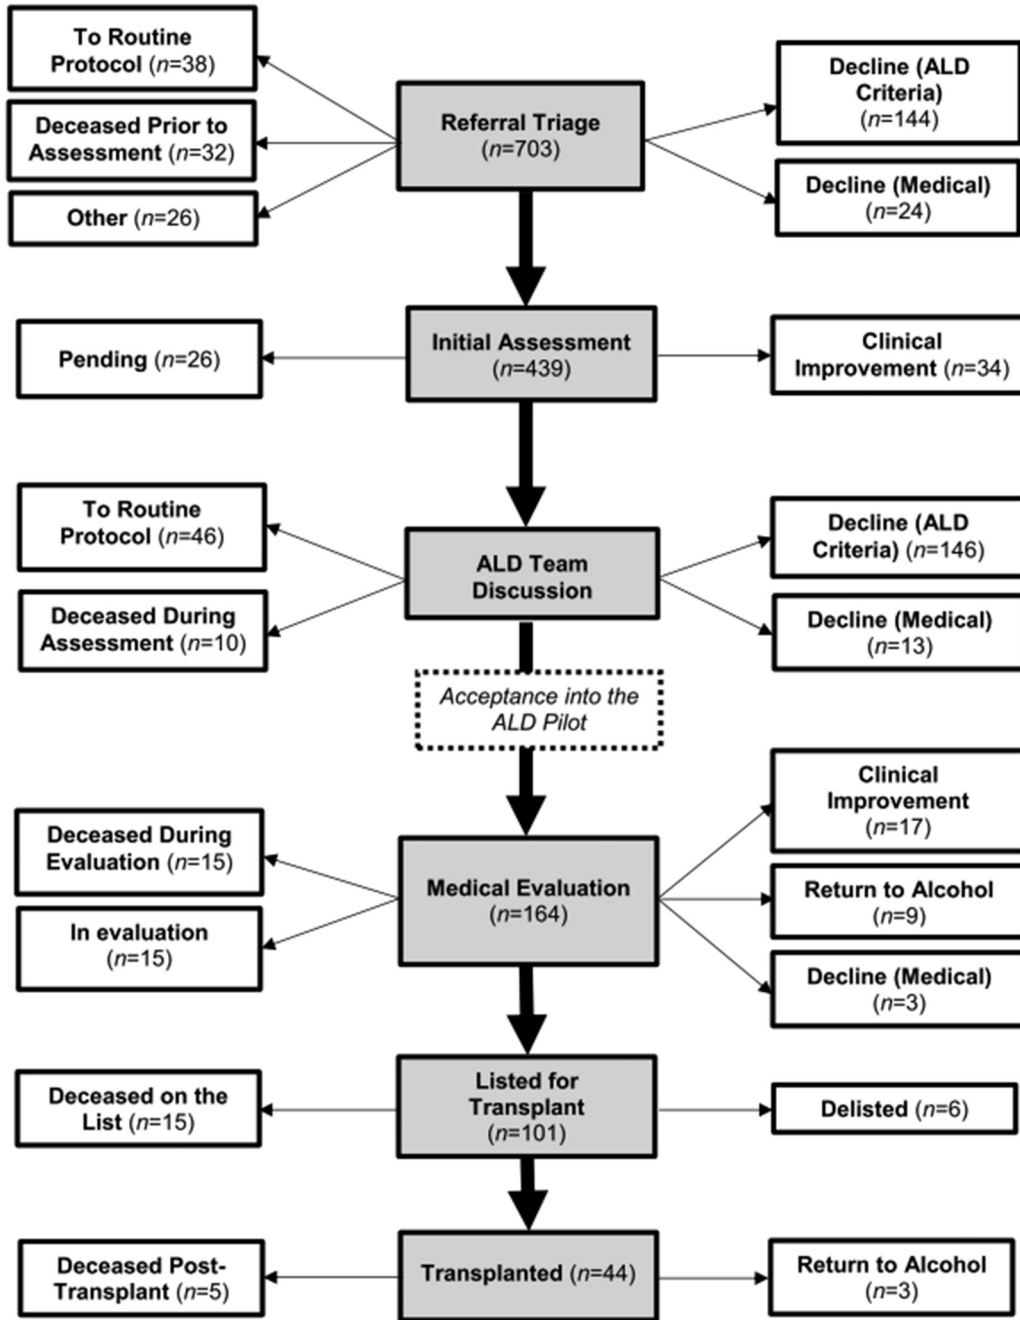 To Routine
Protocol (n=38)
Deceased Prior to
Assessment (n=32)
Other (n=26)
Referral Triage
(n=703)
Decline (ALD
Criteria)
(n=144)
Decline (Medical)
(n=24)
Pending (n=26)
Initial Assessment
(n=439)
Clinical
Improvement (n=34)
To Routine
Protocol (n=46)
Deceased During
Assessment (n=10)
ALD Team
Discussion
Decline (ALD
Criteria) (n=146)
Decline (Medical)
(n=13)
Acceptance into the
ALD Pilot
Deceased During
Evaluation (n=15)
In evaluation
(n=15)
Medical Evaluation
(n=164)
Clinical
Improvement
(n=17)
Return to Alcohol
(n=9)
Decline (Medical)
(n=3)
Deceased on the
List (n=15)
Listed for
Transplant
(n=101)
Delisted (n=6)
Deceased Post-
Transplant (n=5)
Transplanted (n=44)
Return to Alcohol
(n=3)